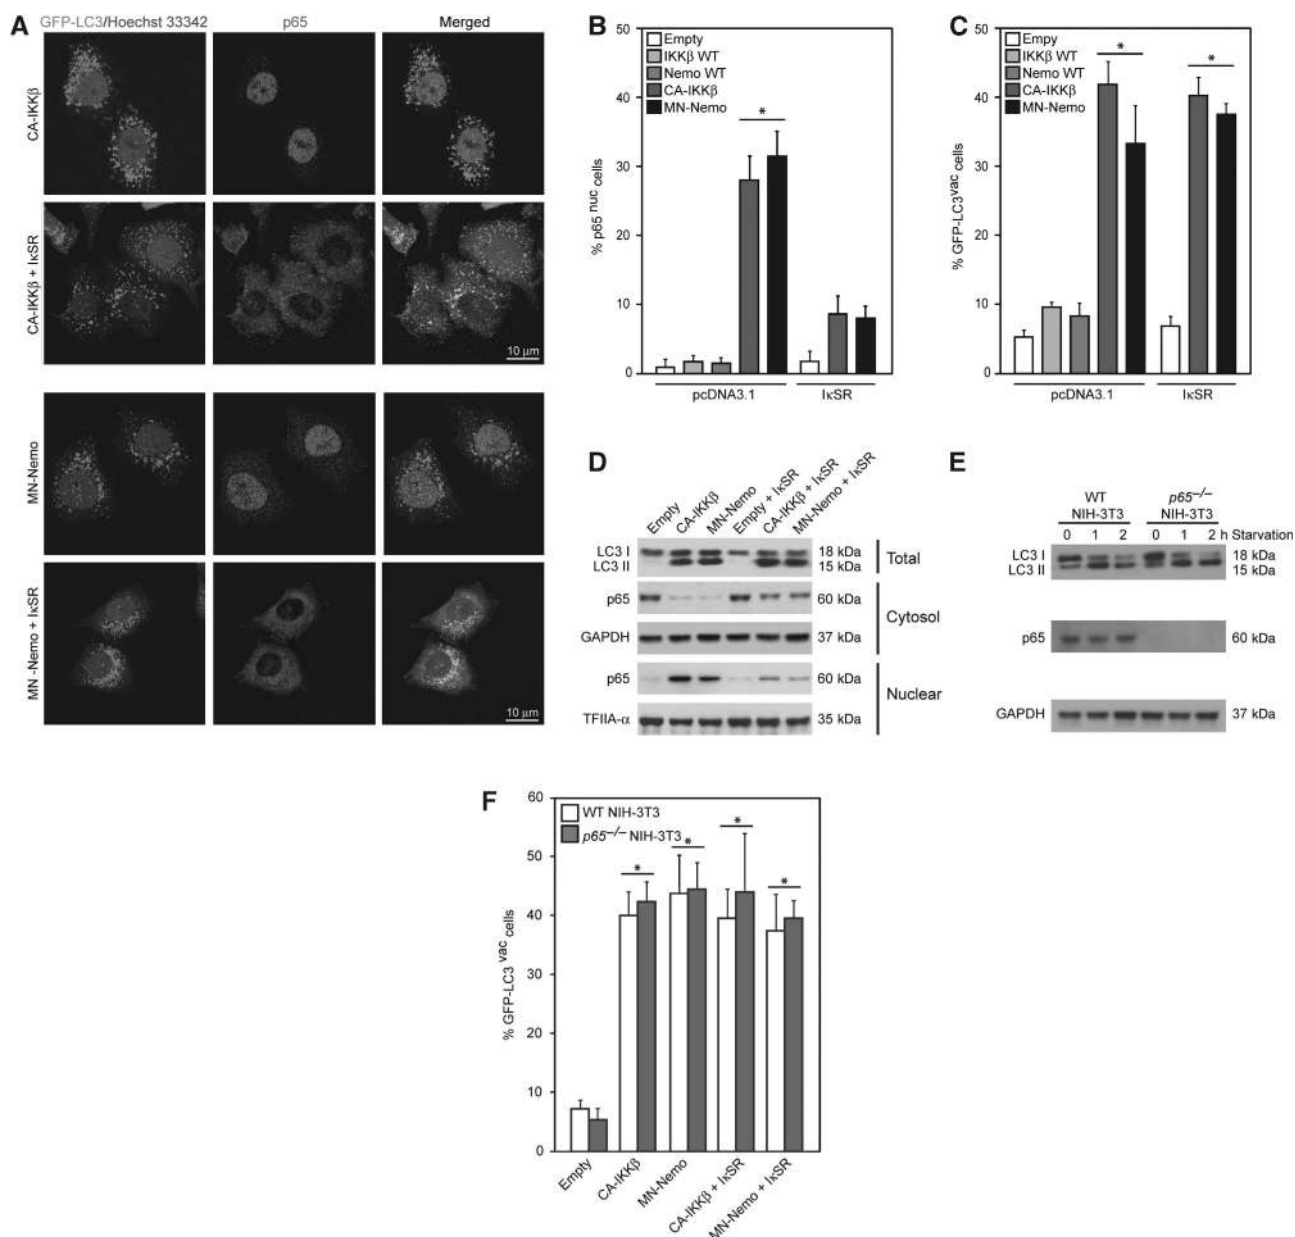 A
GFP-LC3/Hoechst 33342
p65
Merged
CA-IKKβ
CA-IKKβ + IκSR
10 µm
MN-Nemo
MN -Nemo + IκSR
10 µm
B
50
40
30
20
10
0
% p65 nuc cells
Empty
IKKβ WT
Nemo WT
CA-IKKβ
MN-Nemo
*
pcDNA3.1
IκSR
C
50
40
30
20
10
0
% GFP-LC3vac cells
Empy
IKKβ WT
Nemo WT
CA-IKKβ
MN-Nemo
*
*
pcDNA3.1
IκSR
D
Empty
CA-IKKβ
MN-Nemo
Empty + IκSR
CA-IKKβ + IκSR
MN-Nemo + IκSR
LC3 I
18 kDa
LC3 II
15 kDa
Total
p65
60 kDa
GAPDH
37 kDa
Cytosol
p65
60 kDa
TFIIA-α
35 kDa
Nuclear
E
WT
NIH-3T3
p65–/–
NIH-3T3
0 1 2 0 1 2 h Starvation
LC3 I
18 kDa
LC3 II
15 kDa
p65
60 kDa
GAPDH
37 kDa
F
60
50
40
30
20
10
0
% GFP-LC3 vac cells
WT NIH-3T3
p65–/– NIH-3T3
*
*
*
*
Empty
CA-IKKβ
MN-Nemo
CA-IKKβ + IκSR
MN-Nemo + IκSR